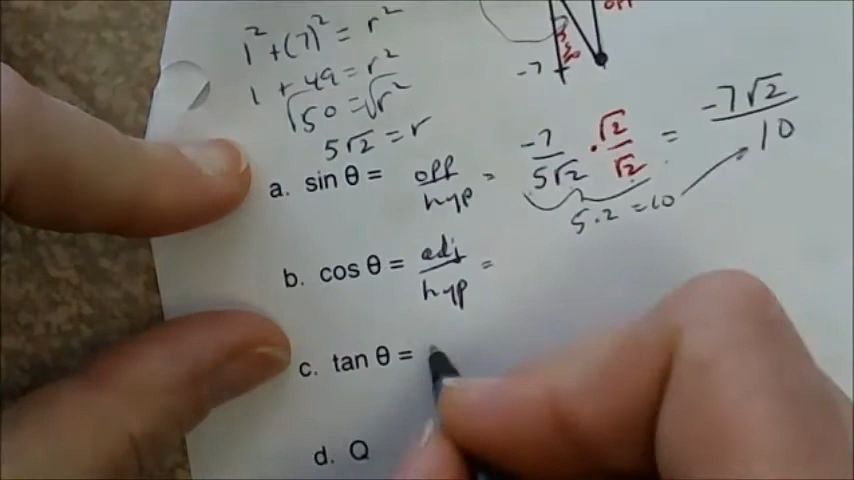 1² + (7)² = r²
1 + 49 = r²
√50 = √r²
5√2 = r
-7
a. sin θ = opp/hyp = -7/5√2 · √2/√2 = -7√2/10
5·2 = 10
b. cos θ = adj/hyp =
c. tan θ =
d. Q